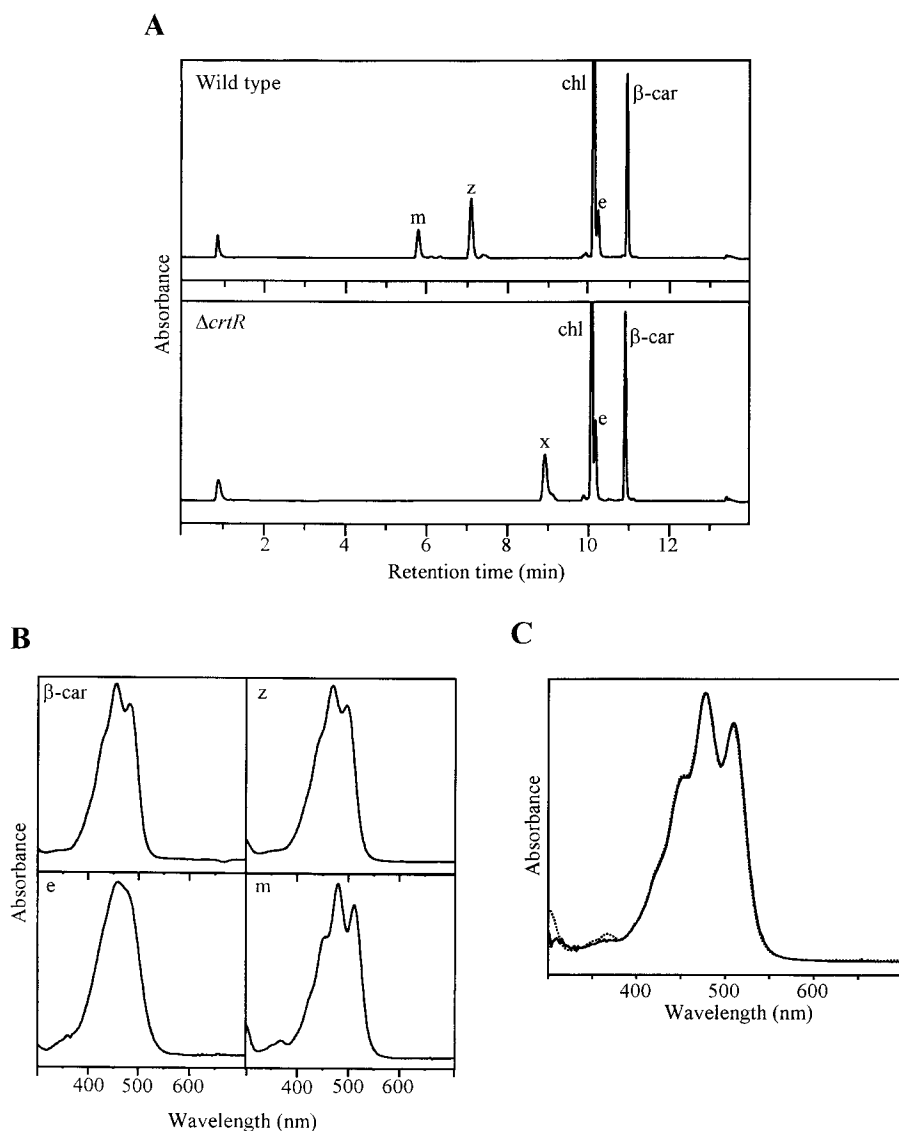 A
Wild type
chl
β-car
m
z
e
ΔcrtR
chl
β-car
x
e
Absorbance
2 4 6 8 10 12
Retention time (min)
B
β-car
z
e
m
Absorbance
400 500 600 400 500 600
Wavelength (nm)
C
Absorbance
400 500 600
Wavelength (nm)